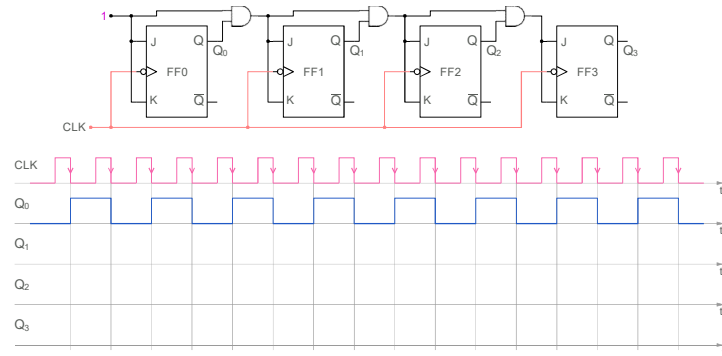 1
J Q Q₀ J Q Q₁ J Q Q₂ J Q Q₃
FF0 FF1 FF2 FF3
K Q̅ K Q̅ K Q̅ K Q̅
CLK
CLK
t
Q₀
t
Q₁
t
Q₂
t
Q₃
t